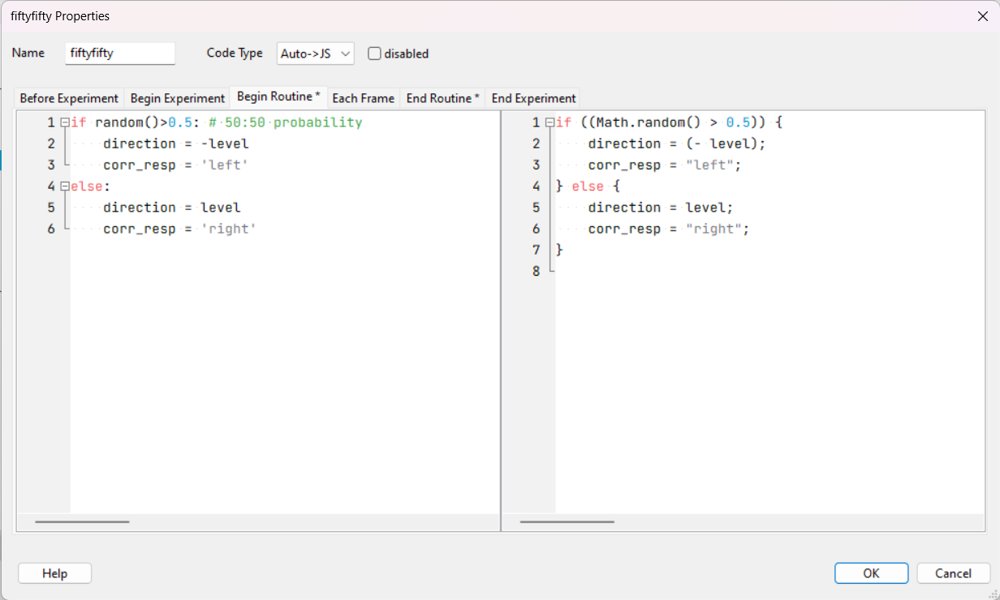 fiftyfifty Properties
Name fiftyfifty Code Type Auto->JS disabled
Before Experiment Begin Experiment Begin Routine * Each Frame End Routine * End Experiment
1 if random()>0.5: # 50:50 probability
2 direction = -level
3 corr_resp = 'left'
4 else:
5 direction = level
6 corr_resp = 'right'
1 if ((Math.random() > 0.5)) {
2 direction = (- level);
3 corr_resp = "left";
4 } else {
5 direction = level;
6 corr_resp = "right";
7 }
8
Help OK Cancel